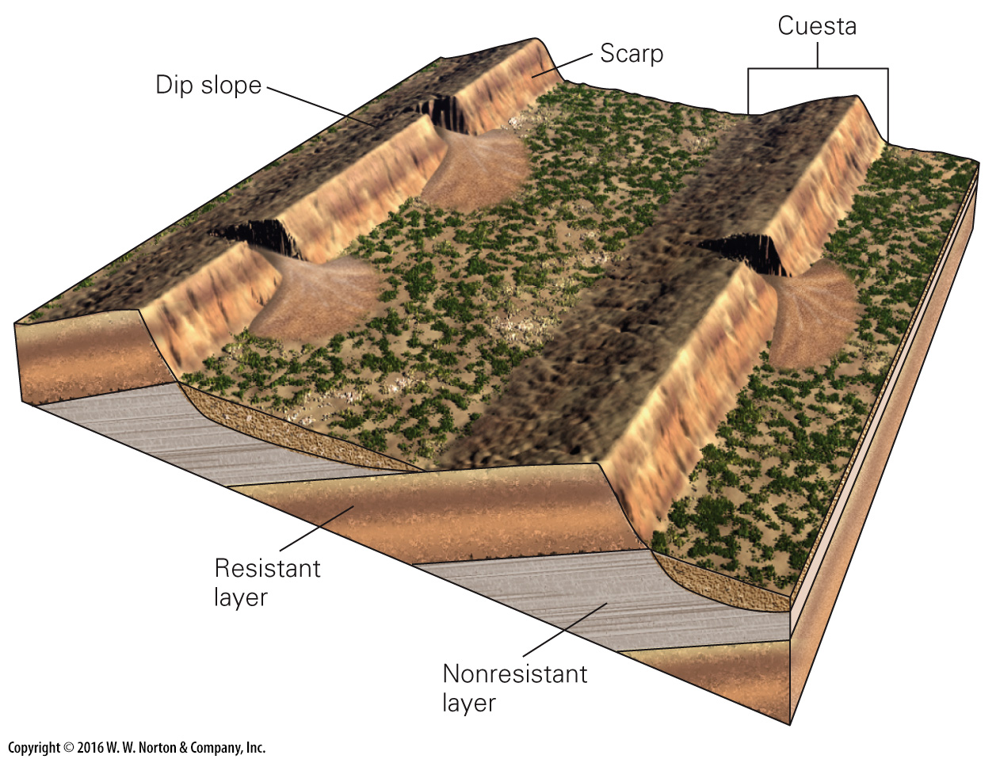 Cuesta
Scarp
Dip slope
Resistant
layer
Nonresistant
layer
Copyright © 2016 W. W. Norton & Company, Inc.